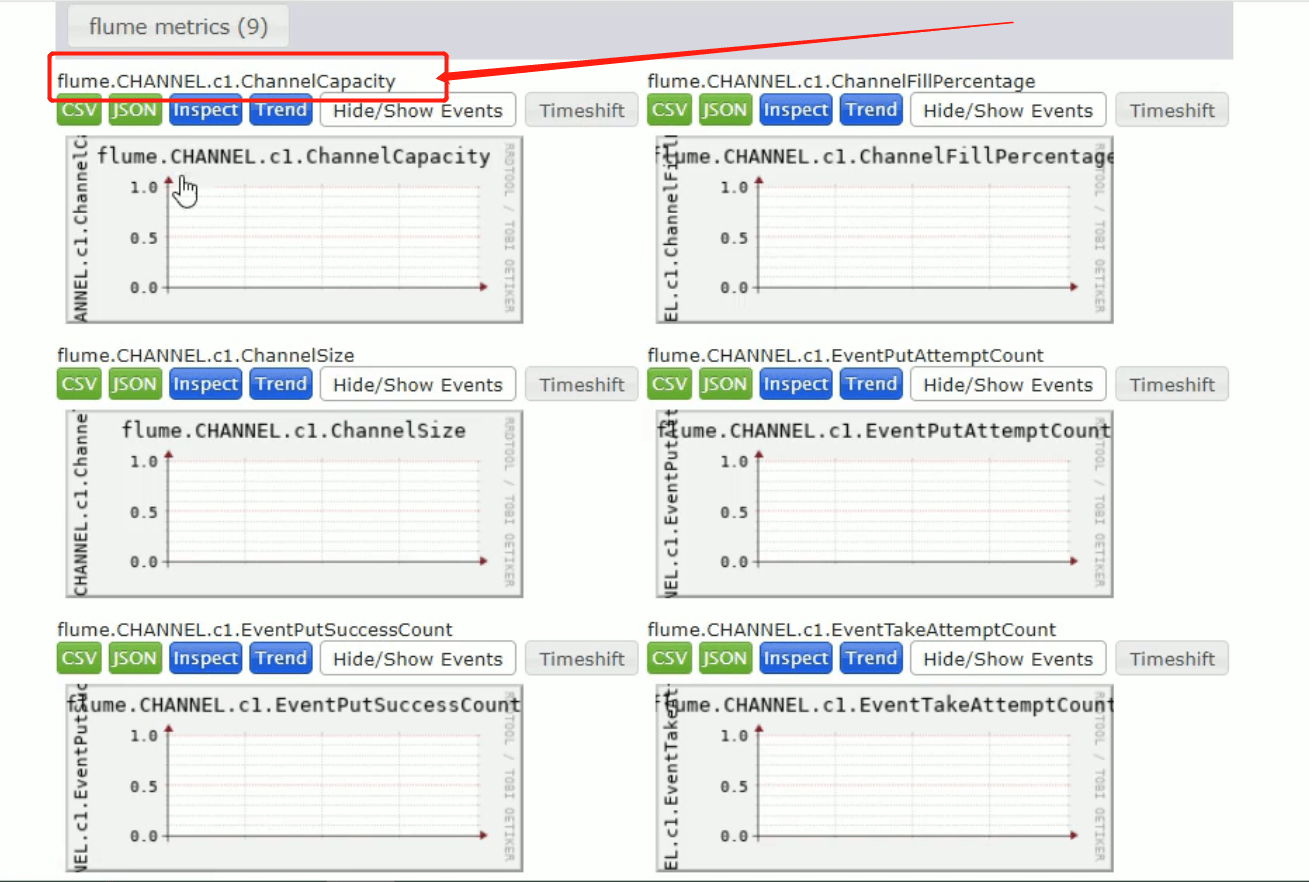 flume metrics (9)
flume.CHANNEL.c1.ChannelCapacity
CSV JSON Inspect Trend Hide/Show Events Timeshift
flume.CHANNEL.c1.ChannelCapacity
ANNEL.c1.ChannelCa
1.0
0.5
0.0
RRDTOOL / TOBI OETIKER
flume.CHANNEL.c1.ChannelFillPercentage
CSV JSON Inspect Trend Hide/Show Events Timeshift
flume.CHANNEL.c1.ChannelFillPercentage
EL.c1.ChannelFill
1.0
0.5
0.0
RRDTOOL / TOBI OETIKER
flume.CHANNEL.c1.ChannelSize
CSV JSON Inspect Trend Hide/Show Events Timeshift
flume.CHANNEL.c1.ChannelSize
CHANNEL.c1.Channe
1.0
0.5
0.0
RRDTOOL / TOBI OETIKER
flume.CHANNEL.c1.EventPutAttemptCount
CSV JSON Inspect Trend Hide/Show Events Timeshift
flume.CHANNEL.c1.EventPutAttemptCount
NEL.c1.EventPutAtt
1.0
0.5
0.0
RRDTOOL / TOBI OETIKER
flume.CHANNEL.c1.EventPutSuccessCount
CSV JSON Inspect Trend Hide/Show Events Timeshift
flume.CHANNEL.c1.EventPutSuccessCount
NEL.c1.EventPutSuc
1.0
0.5
0.0
RRDTOOL / TOBI OETIKER
flume.CHANNEL.c1.EventTakeAttemptCount
CSV JSON Inspect Trend Hide/Show Events Timeshift
flume.CHANNEL.c1.EventTakeAttemptCount
EL.c1.EventTakeAt
1.0
0.5
0.0
RRDTOOL / TOBI OETIKER